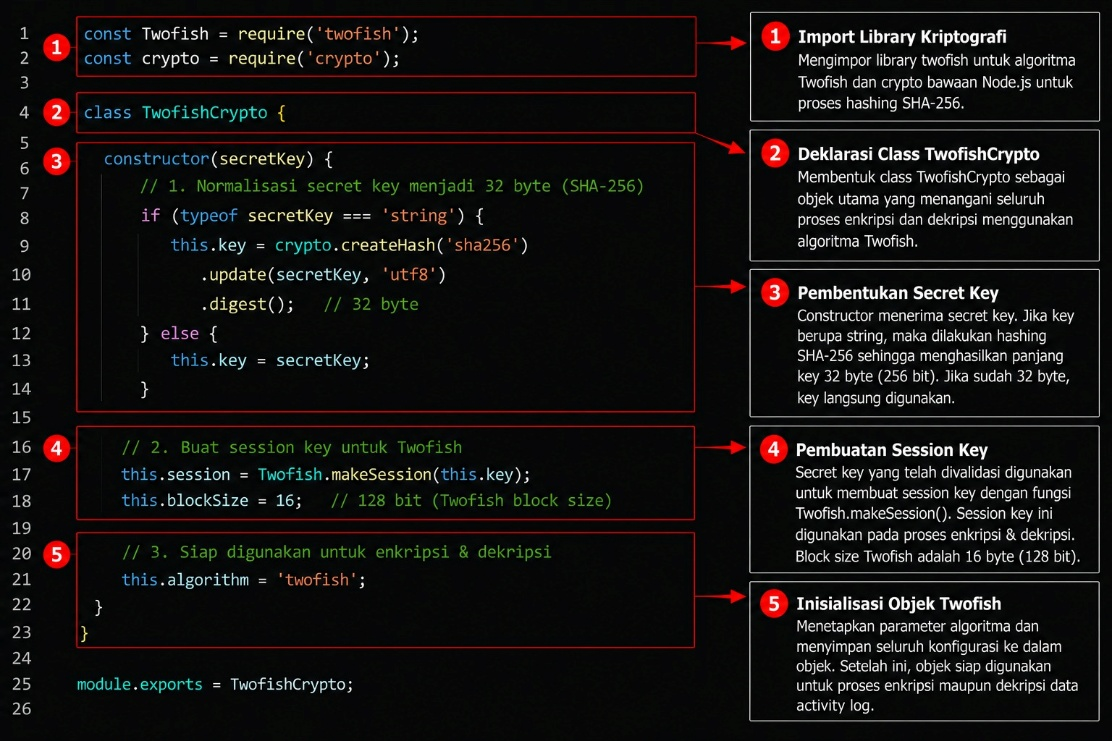 1 const Twofish = require('twofish');
1
2 const crypto = require('crypto');
3
4 2 class TwofishCrypto {
5
6 3 constructor(secretKey) {
7 // 1. Normalisasi secret key menjadi 32 byte (SHA-256)
8 if (typeof secretKey === 'string') {
9 this.key = crypto.createHash('sha256')
10 .update(secretKey, 'utf8')
11 .digest(); // 32 byte
12 } else {
13 this.key = secretKey;
14 }
15
16 4 // 2. Buat session key untuk Twofish
17 this.session = Twofish.makeSession(this.key);
18 this.blockSize = 16; // 128 bit (Twofish block size)
19
20 5 // 3. Siap digunakan untuk enkripsi & dekripsi
21 this.algorithm = 'twofish';
22 }
23 }
24
25 module.exports = TwofishCrypto;
26
1 Import Library Kriptografi
Mengimpor library twofish untuk algoritma
Twofish dan crypto bawaan Node.js untuk
proses hashing SHA-256.
2 Deklarasi Class TwofishCrypto
Membentuk class TwofishCrypto sebagai
objek utama yang menangani seluruh
proses enkripsi dan dekripsi menggunakan
algoritma Twofish.
3 Pembentukan Secret Key
Constructor menerima secret key. Jika key
berupa string, maka dilakukan hashing
SHA-256 sehingga menghasilkan panjang
key 32 byte (256 bit). Jika sudah 32 byte,
key langsung digunakan.
4 Pembuatan Session Key
Secret key yang telah divalidasi digunakan
untuk membuat session key dengan fungsi
Twofish.makeSession(). Session key ini
digunakan pada proses enkripsi & dekripsi.
Block size Twofish adalah 16 byte (128 bit).
5 Inisialisasi Objek Twofish
Menetapkan parameter algoritma dan
menyimpan seluruh konfigurasi ke dalam
objek. Setelah ini, objek siap digunakan
untuk proses enkripsi maupun dekripsi data
activity log.